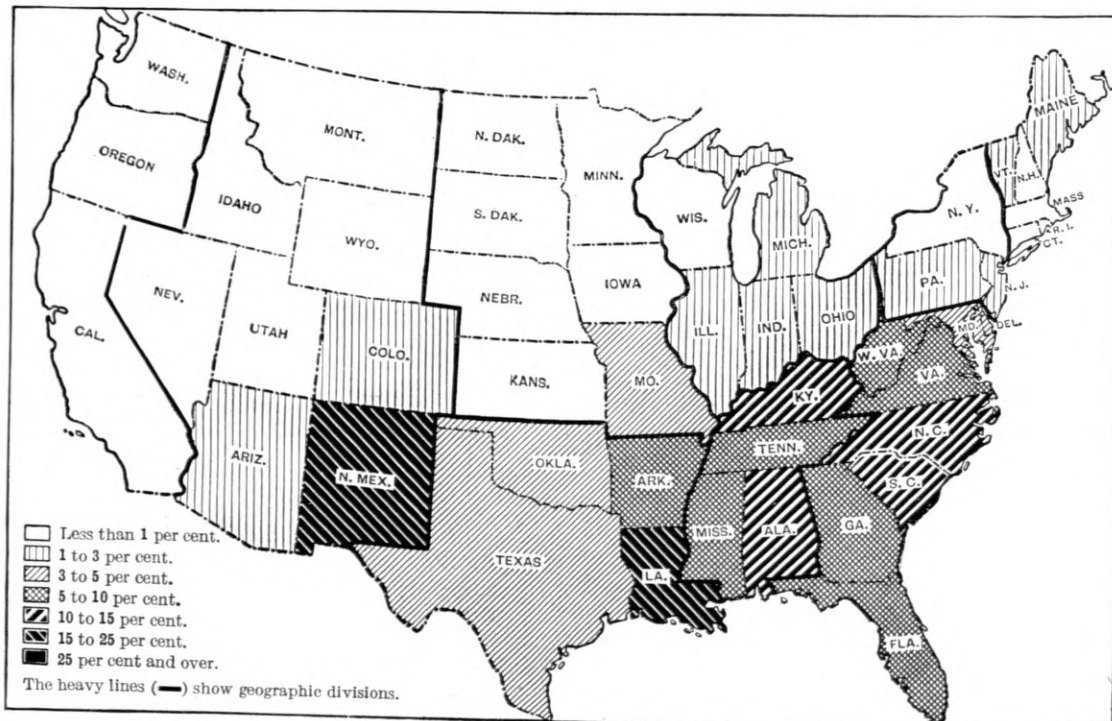 WASH.
OREGON
CAL.
IDAHO
NEV.
MONT.
WYO.
UTAH
COLO.
ARIZ.
N. MEX.
N. DAK.
S. DAK.
NEBR.
KANS.
OKLA.
TEXAS
MINN.
IOWA
MO.
ARK.
LA.
WIS.
MICH.
ILL.
IND.
OHIO
KY.
TENN.
MISS.
ALA.
GA.
FLA.
S. C.
N. C.
VA.
W. VA.
MD.
DEL.
PA.
N. J.
N. Y.
CT.
R. I.
MASS
VT.
N. H.
MAINE
Less than 1 per cent.
1 to 3 per cent.
3 to 5 per cent.
5 to 10 per cent.
10 to 15 per cent.
15 to 25 per cent.
25 per cent and over.
The heavy lines (▬) show geographic divisions.